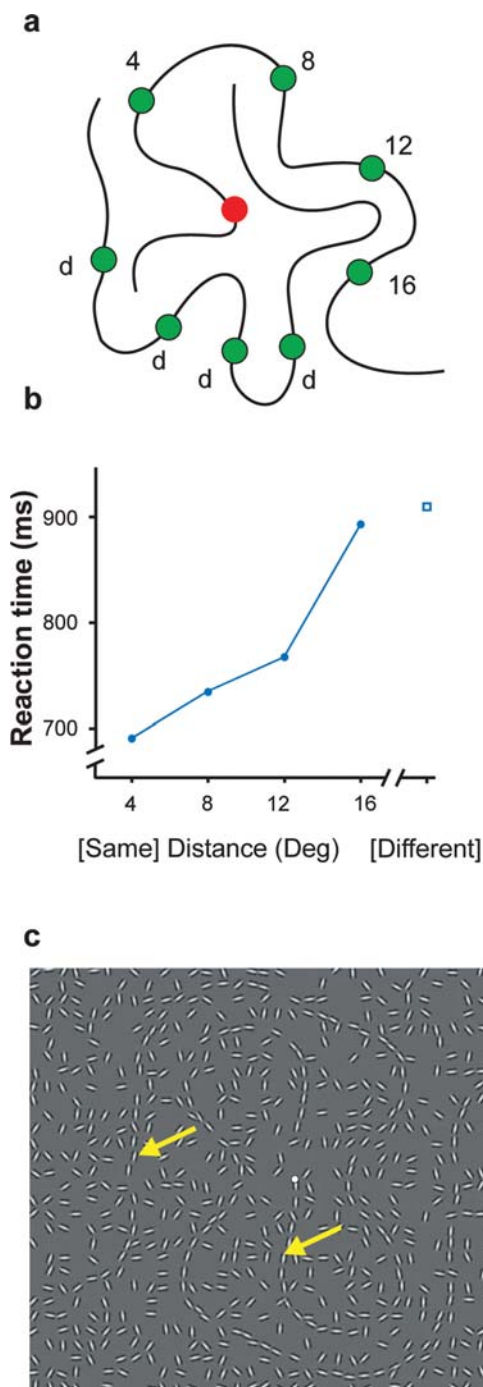 a
4
8
12
16
d
d
d
d
b
Reaction time (ms)
900
800
700
4
8
12
16
[Same] Distance (Deg) [Different]
c